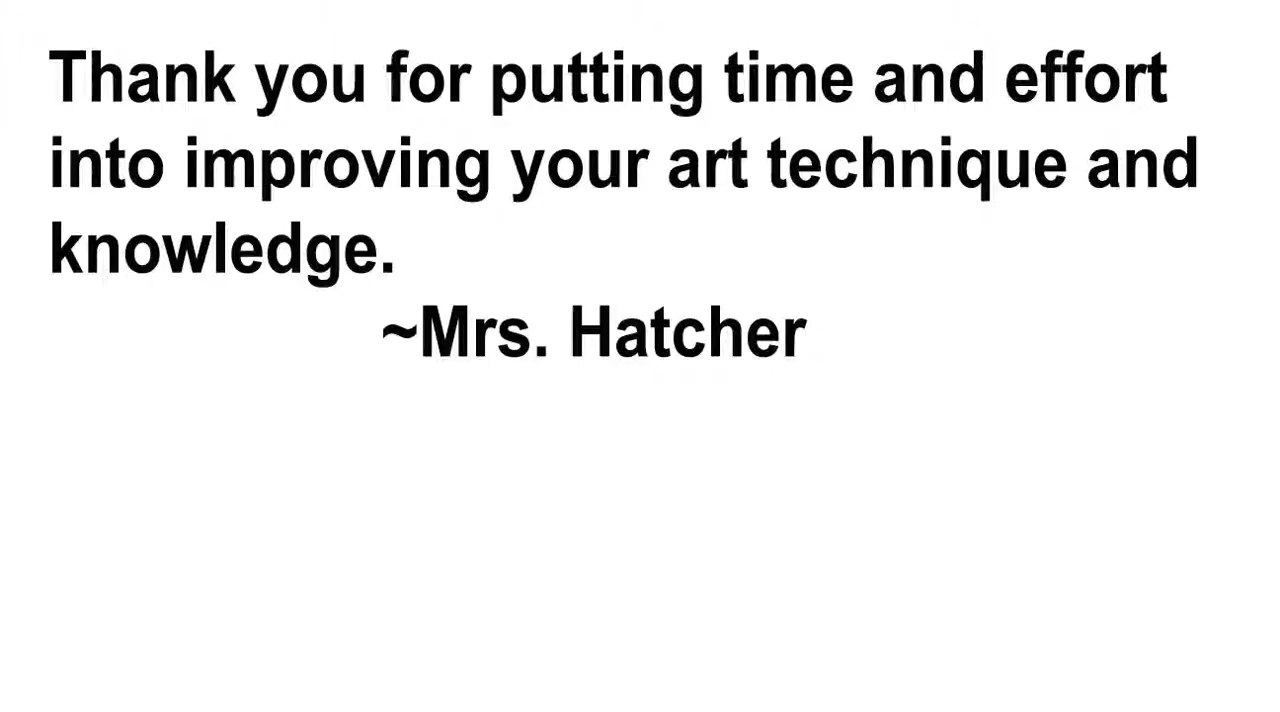 Thank you for putting time and effort
into improving your art technique and
knowledge.
~Mrs. Hatcher